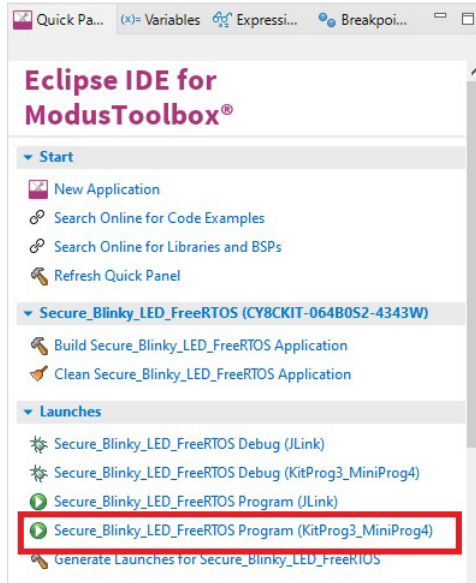 Quick Pa... (x)= Variables Expressi... Breakpoi...
Eclipse IDE for
ModusToolbox®
Start
New Application
Search Online for Code Examples
Search Online for Libraries and BSPs
Refresh Quick Panel
Secure_Blinky_LED_FreeRTOS (CY8CKIT-064B0S2-4343W)
Build Secure_Blinky_LED_FreeRTOS Application
Clean Secure_Blinky_LED_FreeRTOS Application
Launches
Secure_Blinky_LED_FreeRTOS Debug (JLink)
Secure_Blinky_LED_FreeRTOS Debug (KitProg3_MiniProg4)
Secure_Blinky_LED_FreeRTOS Program (JLink)
Secure_Blinky_LED_FreeRTOS Program (KitProg3_MiniProg4)
Generate Launches for Secure_Blinky_LED_FreeRTOS